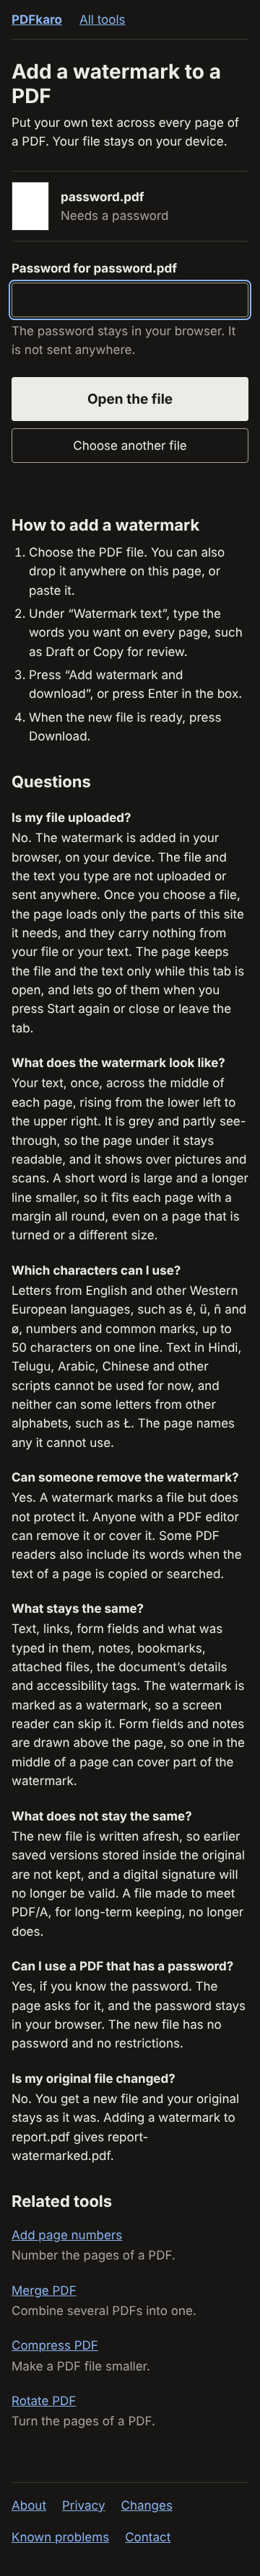 PDFkaro All tools
Add a watermark to a
PDF
Put your own text across every page of
a PDF. Your file stays on your device.
password.pdf
Needs a password
Password for password.pdf
The password stays in your browser. It
is not sent anywhere.
Open the file
Choose another file
How to add a watermark
1. Choose the PDF file. You can also
drop it anywhere on this page, or
paste it.
2. Under “Watermark text”, type the
words you want on every page, such
as Draft or Copy for review.
3. Press “Add watermark and
download”, or press Enter in the box.
4. When the new file is ready, press
Download.
Questions
Is my file uploaded?
No. The watermark is added in your
browser, on your device. The file and
the text you type are not uploaded or
sent anywhere. Once you choose a file,
the page loads only the parts of this site
it needs, and they carry nothing from
your file or your text. The page keeps
the file and the text only while this tab is
open, and lets go of them when you
press Start again or close or leave the
tab.
What does the watermark look like?
Your text, once, across the middle of
each page, rising from the lower left to
the upper right. It is grey and partly see-
through, so the page under it stays
readable, and it shows over pictures and
scans. A short word is large and a longer
line smaller, so it fits each page with a
margin all round, even on a page that is
turned or a different size.
Which characters can I use?
Letters from English and other Western
European languages, such as é, ü, ñ and
ø, numbers and common marks, up to
50 characters on one line. Text in Hindi,
Telugu, Arabic, Chinese and other
scripts cannot be used for now, and
neither can some letters from other
alphabets, such as Ł. The page names
any it cannot use.
Can someone remove the watermark?
Yes. A watermark marks a file but does
not protect it. Anyone with a PDF editor
can remove it or cover it. Some PDF
readers also include its words when the
text of a page is copied or searched.
What stays the same?
Text, links, form fields and what was
typed in them, notes, bookmarks,
attached files, the document’s details
and accessibility tags. The watermark is
marked as a watermark, so a screen
reader can skip it. Form fields and notes
are drawn above the page, so one in the
middle of a page can cover part of the
watermark.
What does not stay the same?
The new file is written afresh, so earlier
saved versions stored inside the original
are not kept, and a digital signature will
no longer be valid. A file made to meet
PDF/A, for long-term keeping, no longer
does.
Can I use a PDF that has a password?
Yes, if you know the password. The
page asks for it, and the password stays
in your browser. The new file has no
password and no restrictions.
Is my original file changed?
No. You get a new file and your original
stays as it was. Adding a watermark to
report.pdf gives report-
watermarked.pdf.
Related tools
Add page numbers
Number the pages of a PDF.
Merge PDF
Combine several PDFs into one.
Compress PDF
Make a PDF file smaller.
Rotate PDF
Turn the pages of a PDF.
About Privacy Changes
Known problems Contact